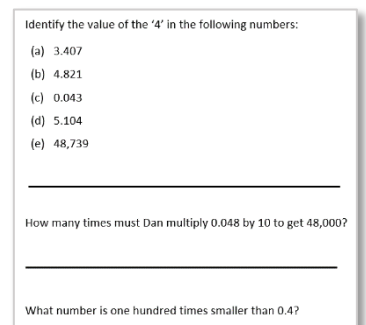 Identify the value of the ‘4’ in the following numbers:
(a) 3.407
(b) 4.821
(c) 0.043
(d) 5.104
(e) 48,739
How many times must Dan multiply 0.048 by 10 to get 48,000?
What number is one hundred times smaller than 0.4?